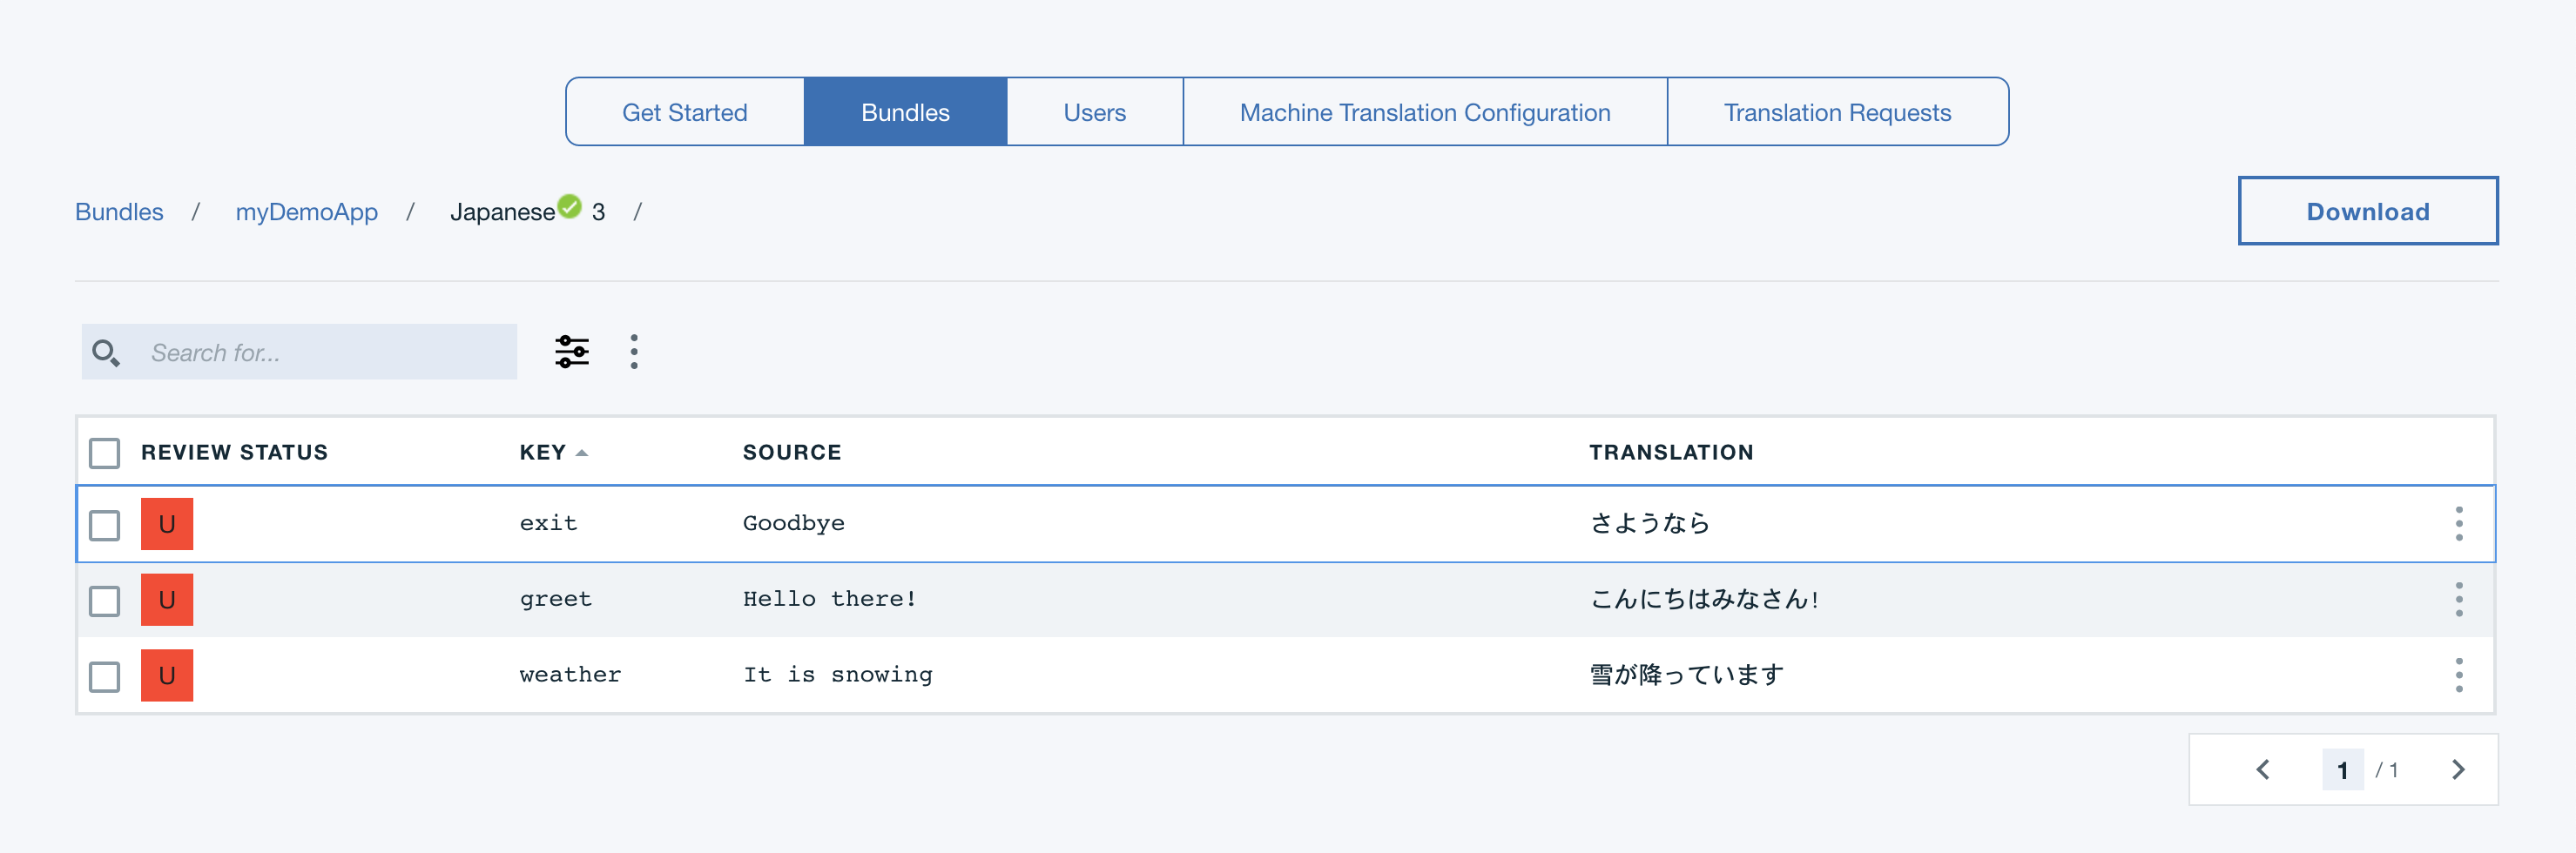 Get Started Bundles Users Machine Translation Configuration Translation Requests
Bundles / myDemoApp / Japanese 3 / Download
Search for...
REVIEW STATUS KEY SOURCE TRANSLATION
U exit Goodbye さようなら
U greet Hello there! こんにちはみなさん!
U weather It is snowing 雪が降っています
1 / 1